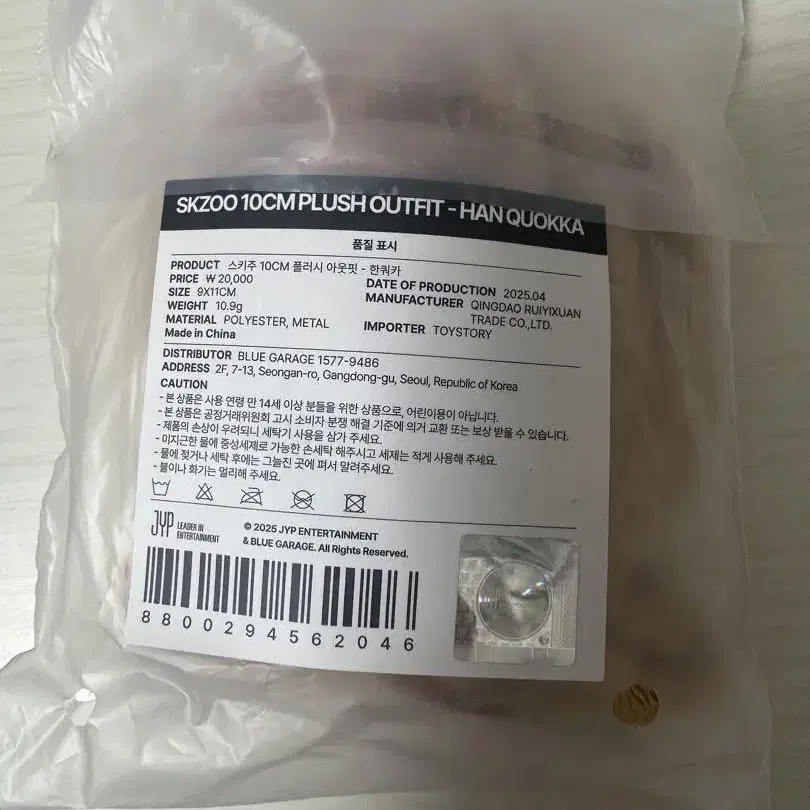 SKZOO 10CM PLUSH OUTFIT - HAN QUOKKA
품질 표시
PRODUCT 스키주 10CM 플러시 아웃핏 - 한쿼카
PRICE ₩ 20,000
SIZE 9X11CM
WEIGHT 10.9g
MATERIAL POLYESTER, METAL
Made in China
DATE OF PRODUCTION 2025.04
MANUFACTURER QINGDAO RUIYIXUAN
TRADE CO.,LTD.
IMPORTER TOYSTORY
DISTRIBUTOR BLUE GARAGE 1577-9486
ADDRESS 2F, 7-13, Seongan-ro, Gangdong-gu, Seoul, Republic of Korea
CAUTION
- 본 상품은 사용 연령 만 14세 이상 분들을 위한 상품으로, 어린이용이 아닙니다.
- 본 상품은 공정거래위원회 고시 소비자 분쟁 해결 기준에 의거 교환 또는 보상 받을 수 있습니다.
- 제품의 손상이 우려되니 세탁기 사용을 삼가 주세요.
- 미지근한 물에 중성세제로 가능한 손세탁 해주시고 세제는 적게 사용해 주세요.
- 물에 젖거나 세탁 후에는 그늘진 곳에 펴서 말려주세요.
- 불이나 화기는 멀리해 주세요.
JYP LEADER IN
ENTERTAINMENT
© 2025 JYP ENTERTAINMENT
& BLUE GARAGE. All Rights Reserved.
8800294562046